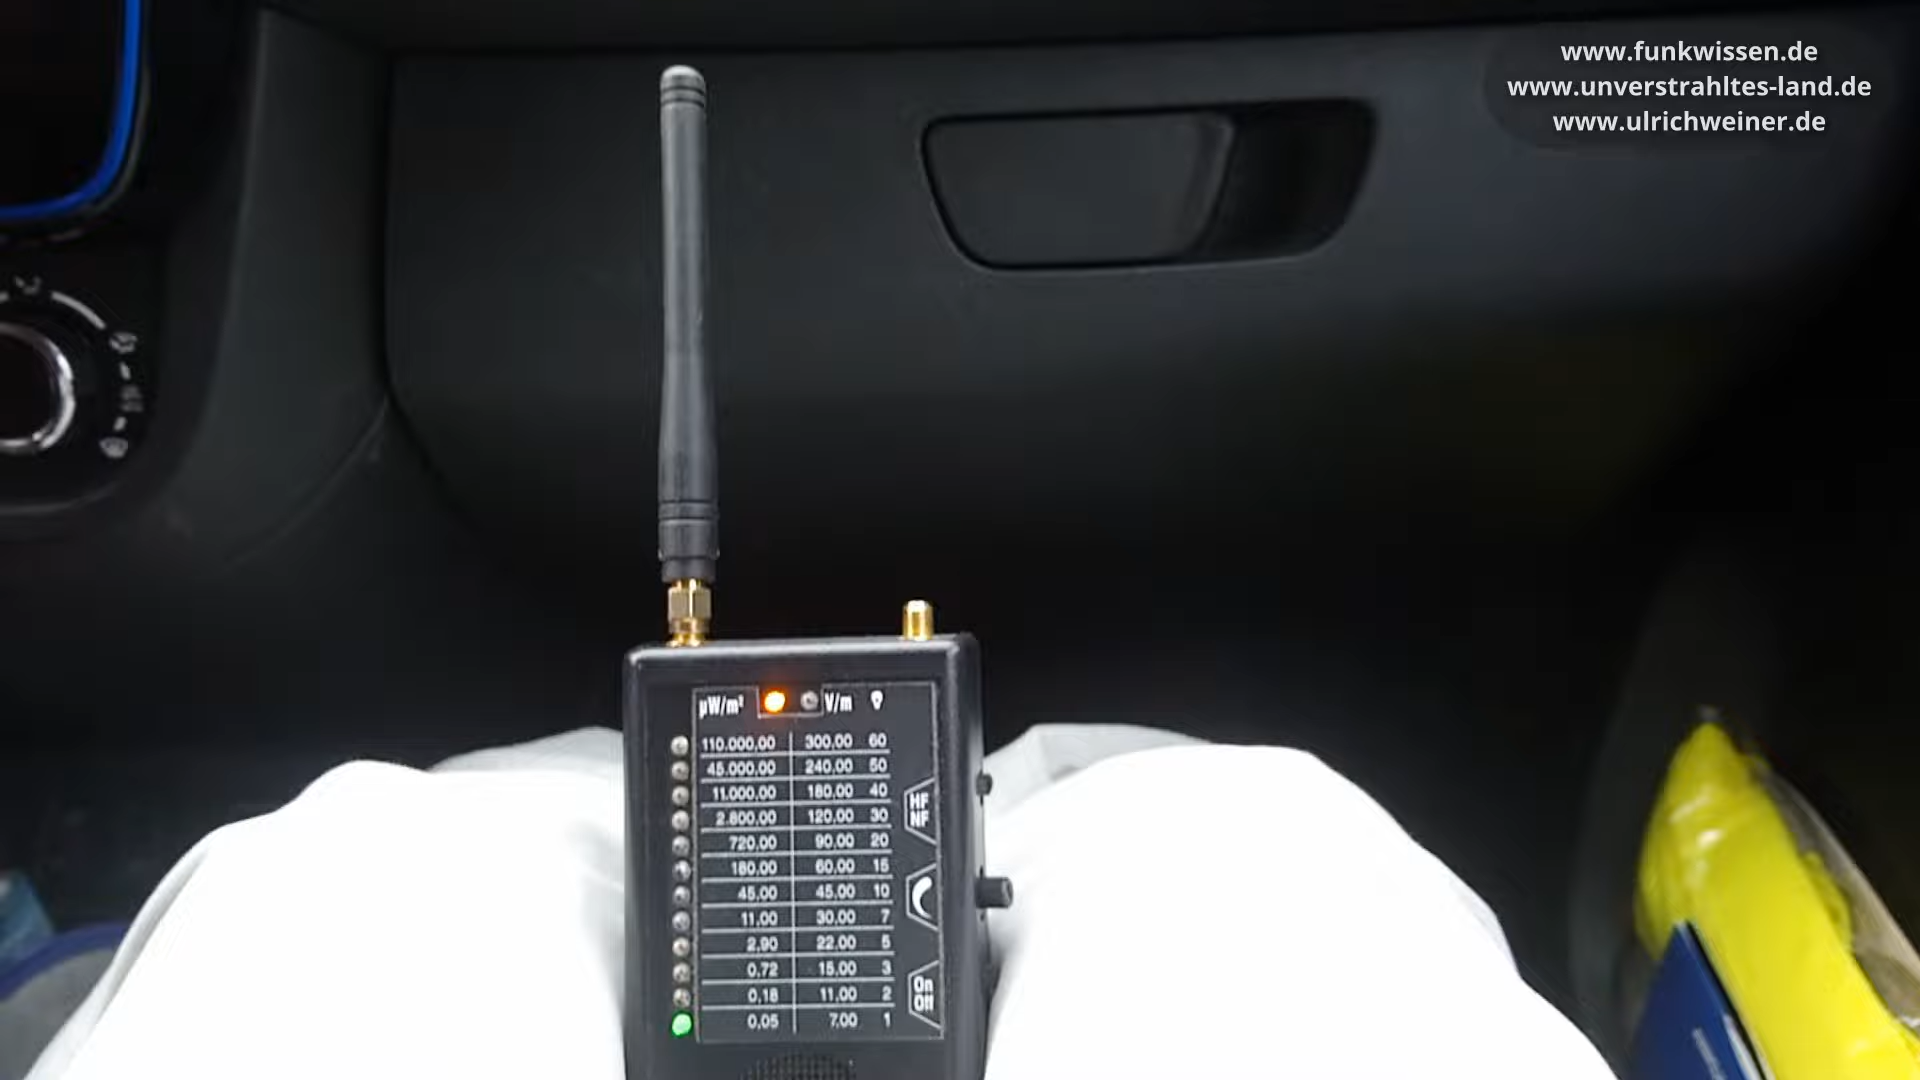 www.funkwissen.de
www.unverstrahltes-land.de
www.ulrichweiner.de
µW/m² V/m
110.000,00 300,00 60
45.000,00 240,00 50
11.000,00 180,00 40
2.800,00 120,00 30
720,00 90,00 20
180,00 60,00 15
45,00 45,00 10
11,00 30,00 7
2,90 22,00 5
0,72 15,00 3
0,18 11,00 2
0,05 7,00 1
HF
NF
On
Off